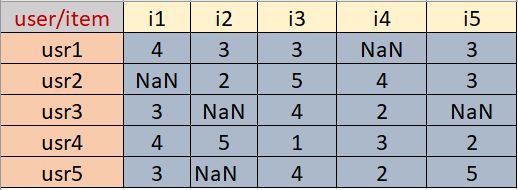 user/item i1 i2 i3 i4 i5
usr1 4 3 3 NaN 3
usr2 NaN 2 5 4 3
usr3 3 NaN 4 2 NaN
usr4 4 5 1 3 2
usr5 3 NaN 4 2 5